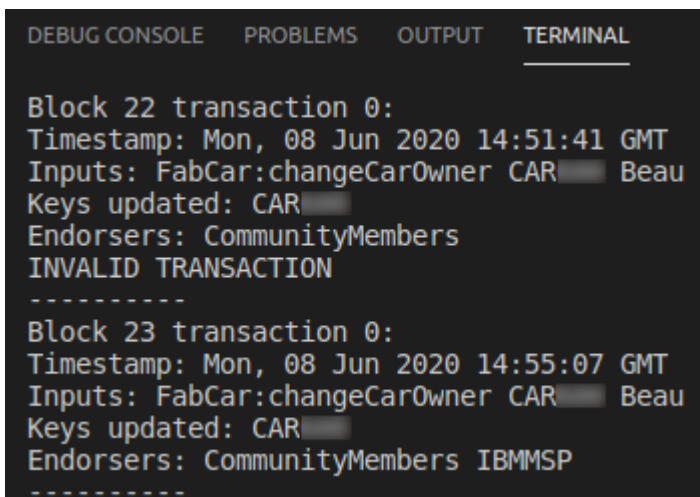 DEBUG CONSOLE PROBLEMS OUTPUT TERMINAL
Block 22 transaction 0:
Timestamp: Mon, 08 Jun 2020 14:51:41 GMT
Inputs: FabCar:changeCarOwner CAR Beau
Keys updated: CAR
Endorsers: CommunityMembers
INVALID TRANSACTION
----------
Block 23 transaction 0:
Timestamp: Mon, 08 Jun 2020 14:55:07 GMT
Inputs: FabCar:changeCarOwner CAR Beau
Keys updated: CAR
Endorsers: CommunityMembers IBMMSP
----------